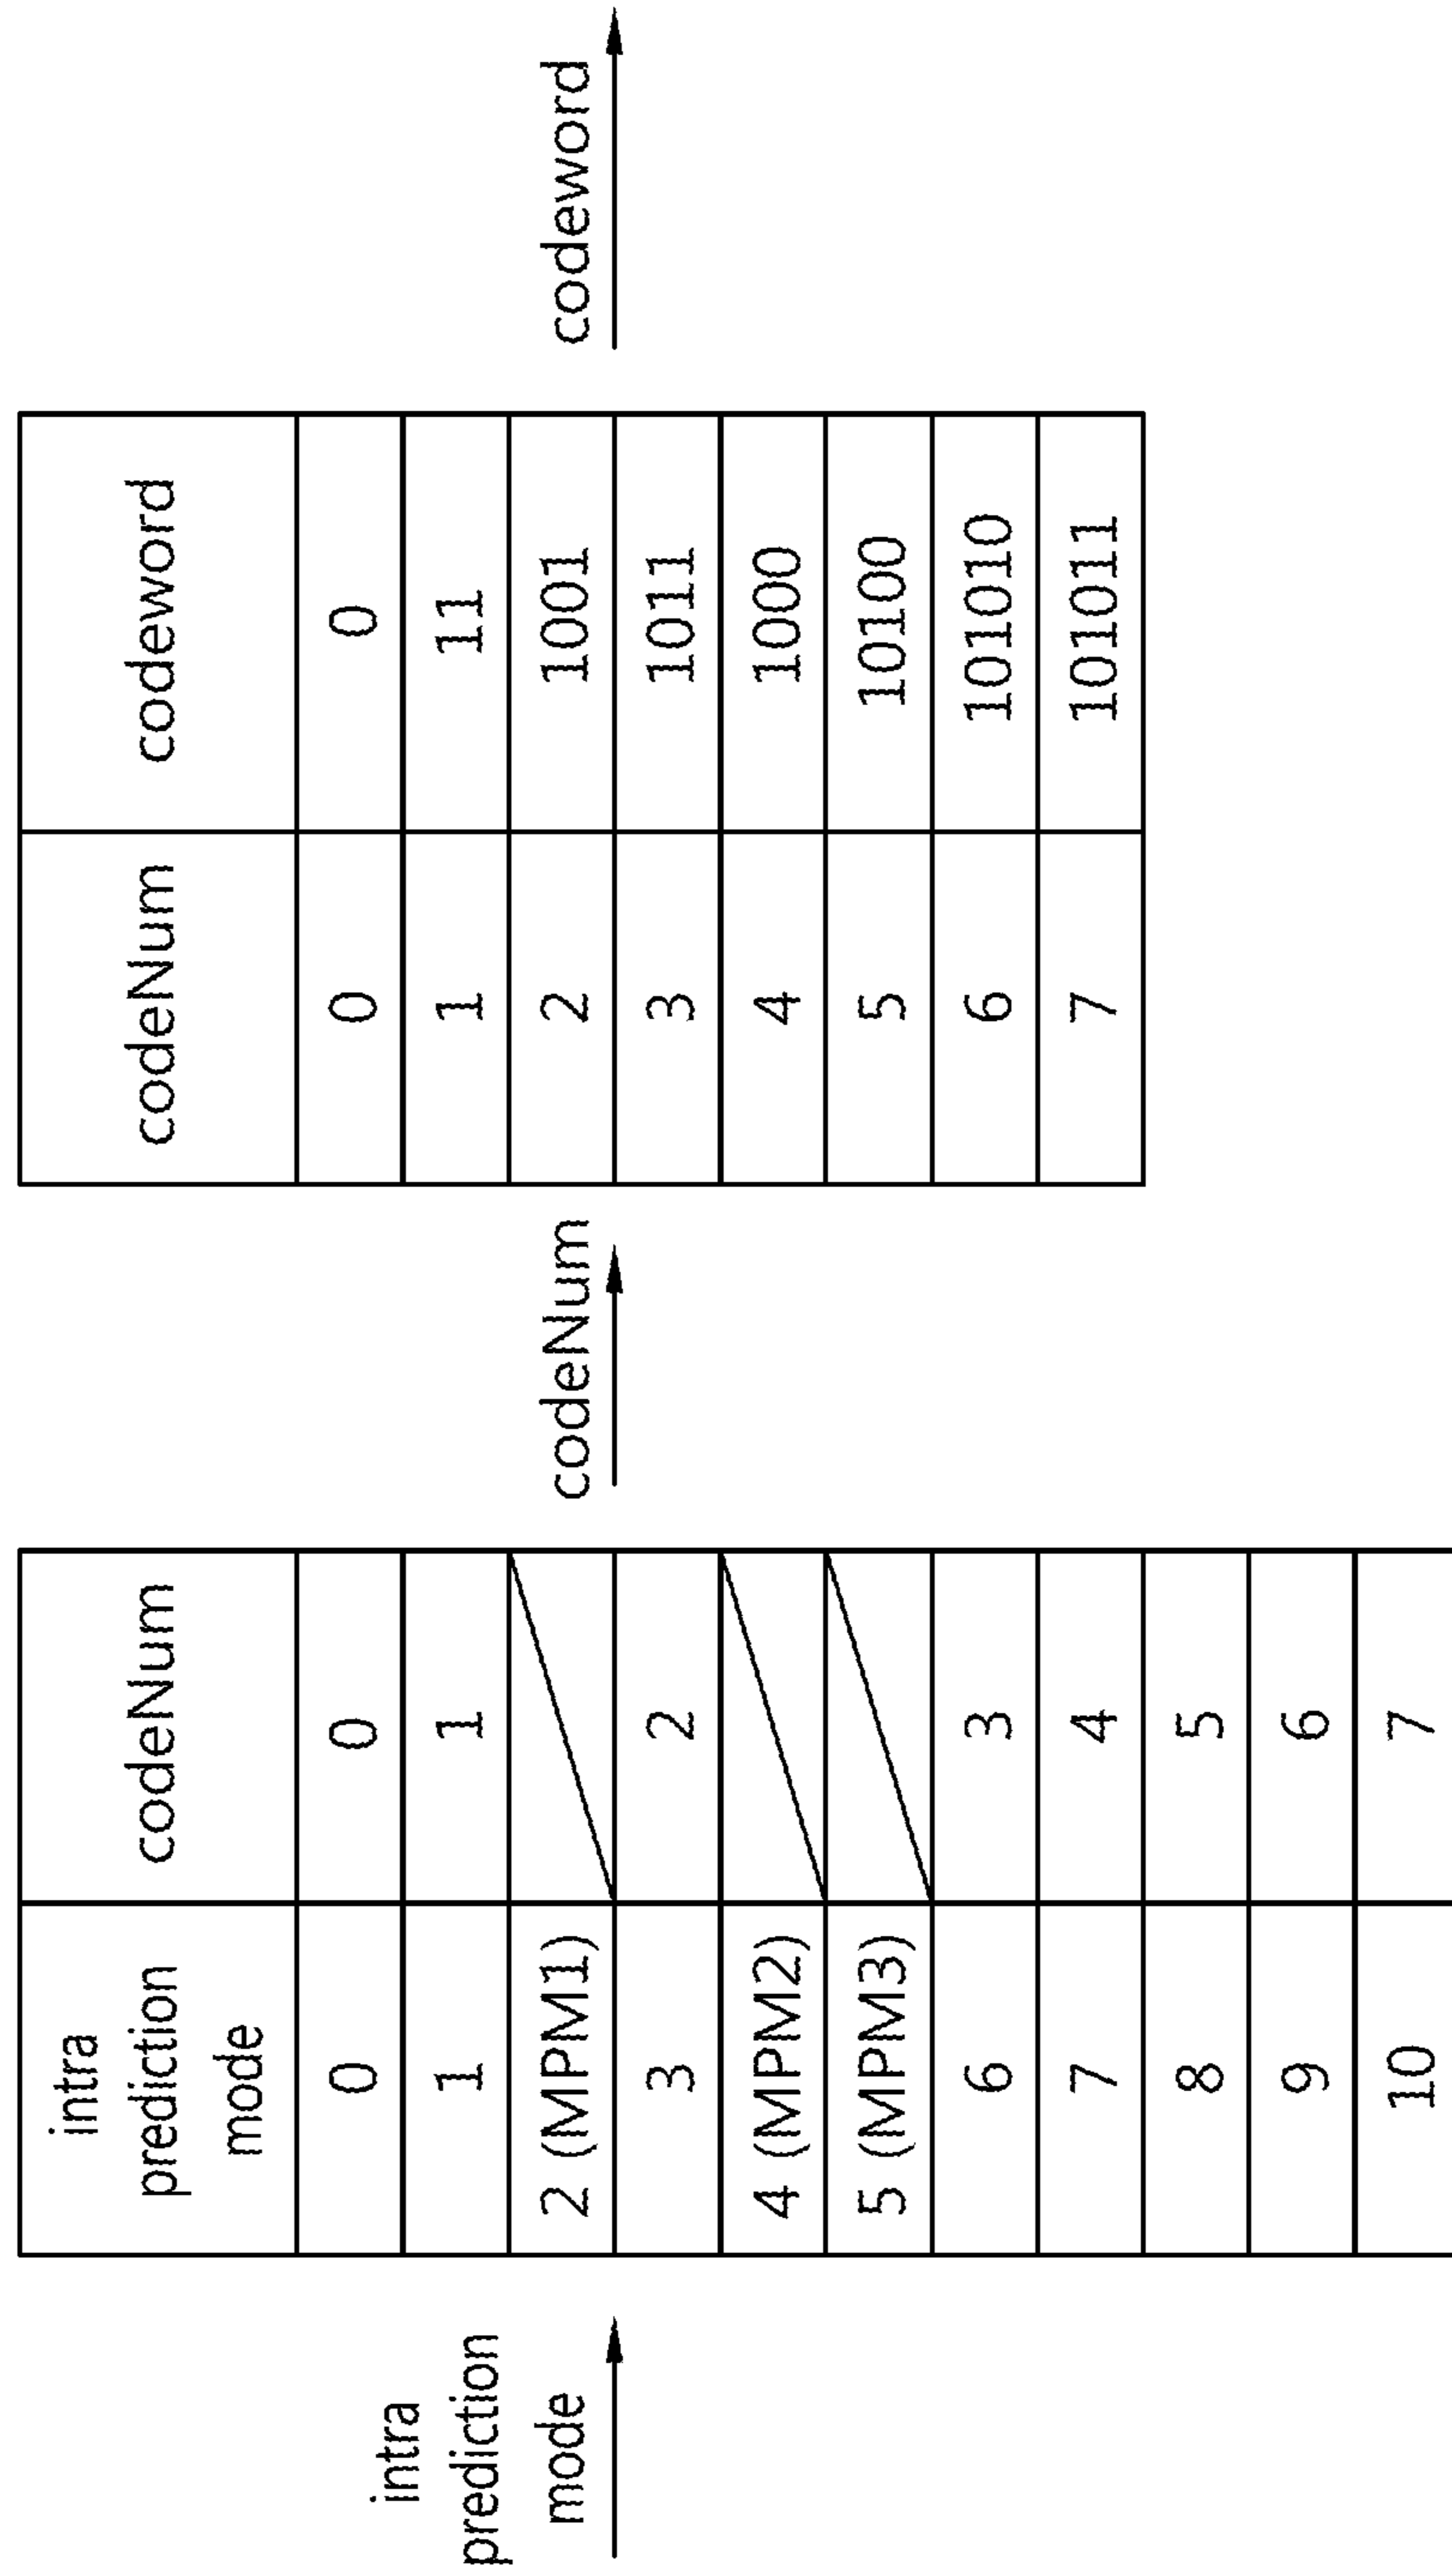 intra
prediction
mode
intra prediction mode codeNum
0 0
1 1
2 (MPM1)
3 2
4 (MPM2)
5 (MPM3)
6 3
7 4
8 5
9 6
10 7
codeNum
codeNum codeword
0 0
1 11
2 1001
3 1011
4 1000
5 10100
6 101010
7 101011
codeword